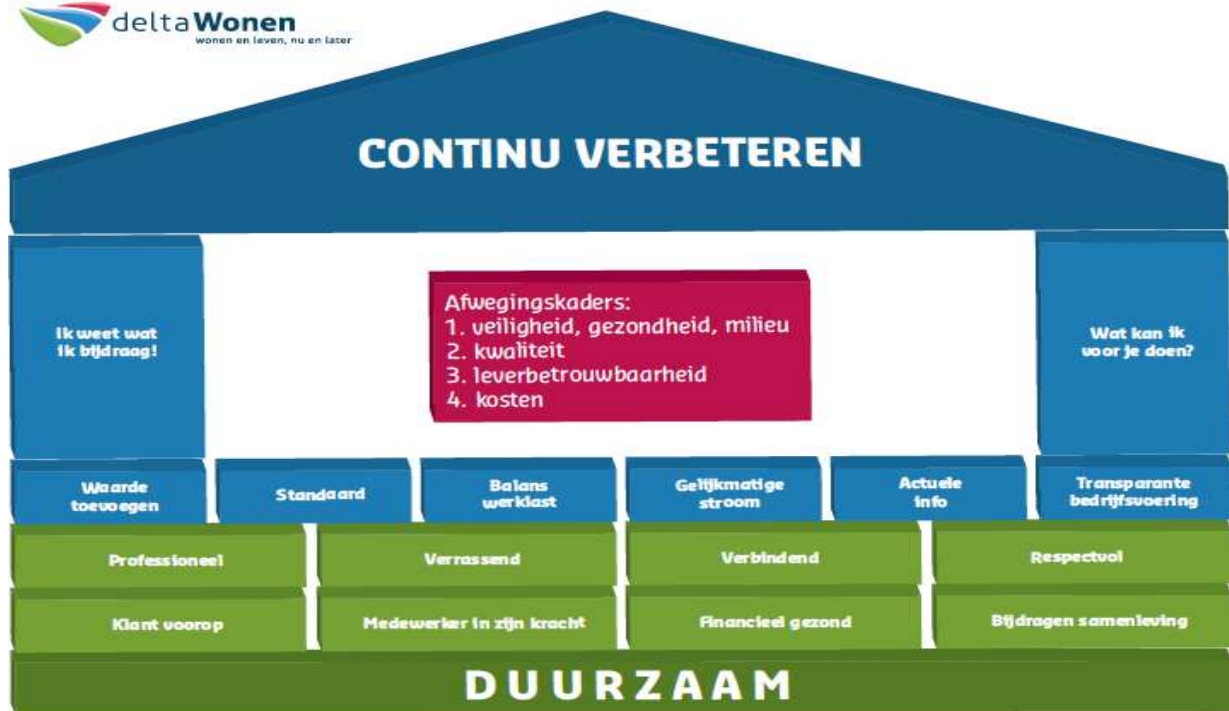 deltaWonen
wonen en leven, nu en later
CONTINU VERBETEREN
Ik weet wat
ik bijdraag!
Afwegingskaders:
1. veiligheid, gezondheid, milieu
2. kwaliteit
3. leverbetrouwbaarheid
4. kosten
Wat kan ik
voor je doen?
Waarde
toevoegen
Standaard
Balans
werklast
Gelijkmatige
stroom
Actuele
info
Transparante
bedrijfsvoering
Professioneel
Verrassend
Verbindend
Respectvol
Klant voorop
Medewerker in zijn kracht
Financieel gezond
Bijdragen samenleving
DUURZAAM